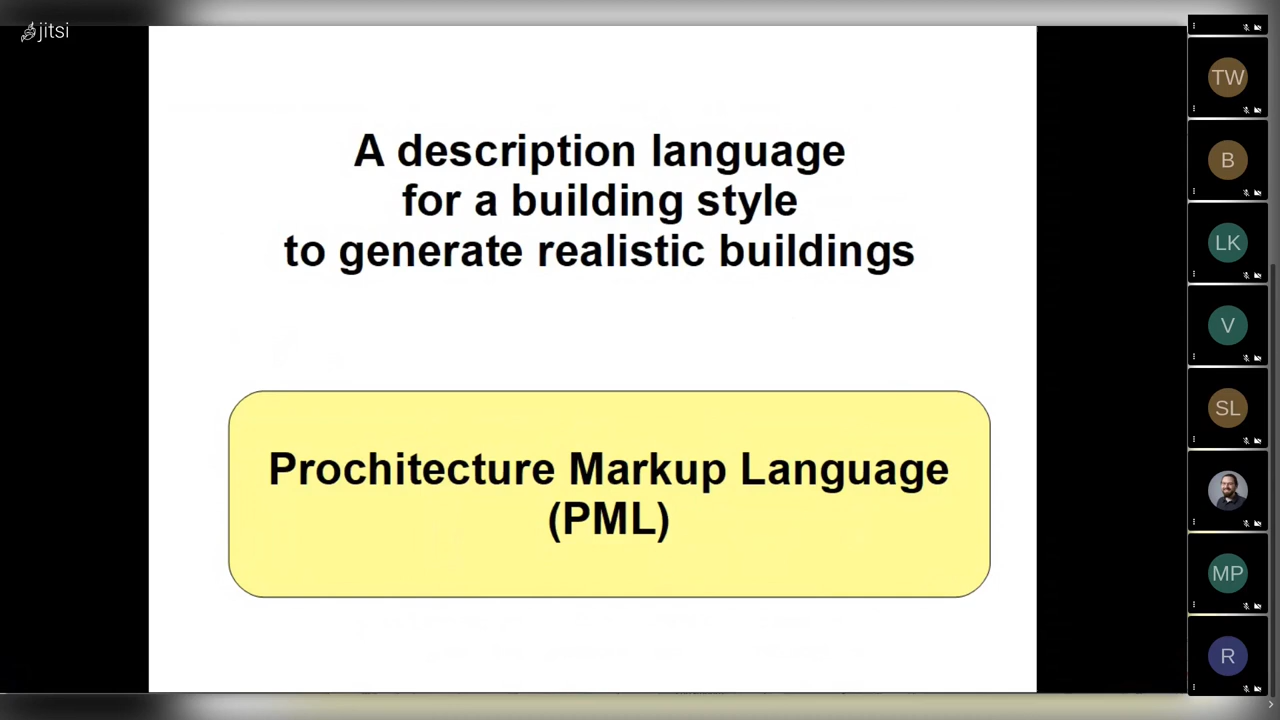 jitsi
A description language
for a building style
to generate realistic buildings
Prochitecture Markup Language
(PML)
TW
B
LK
V
SL
MP
R